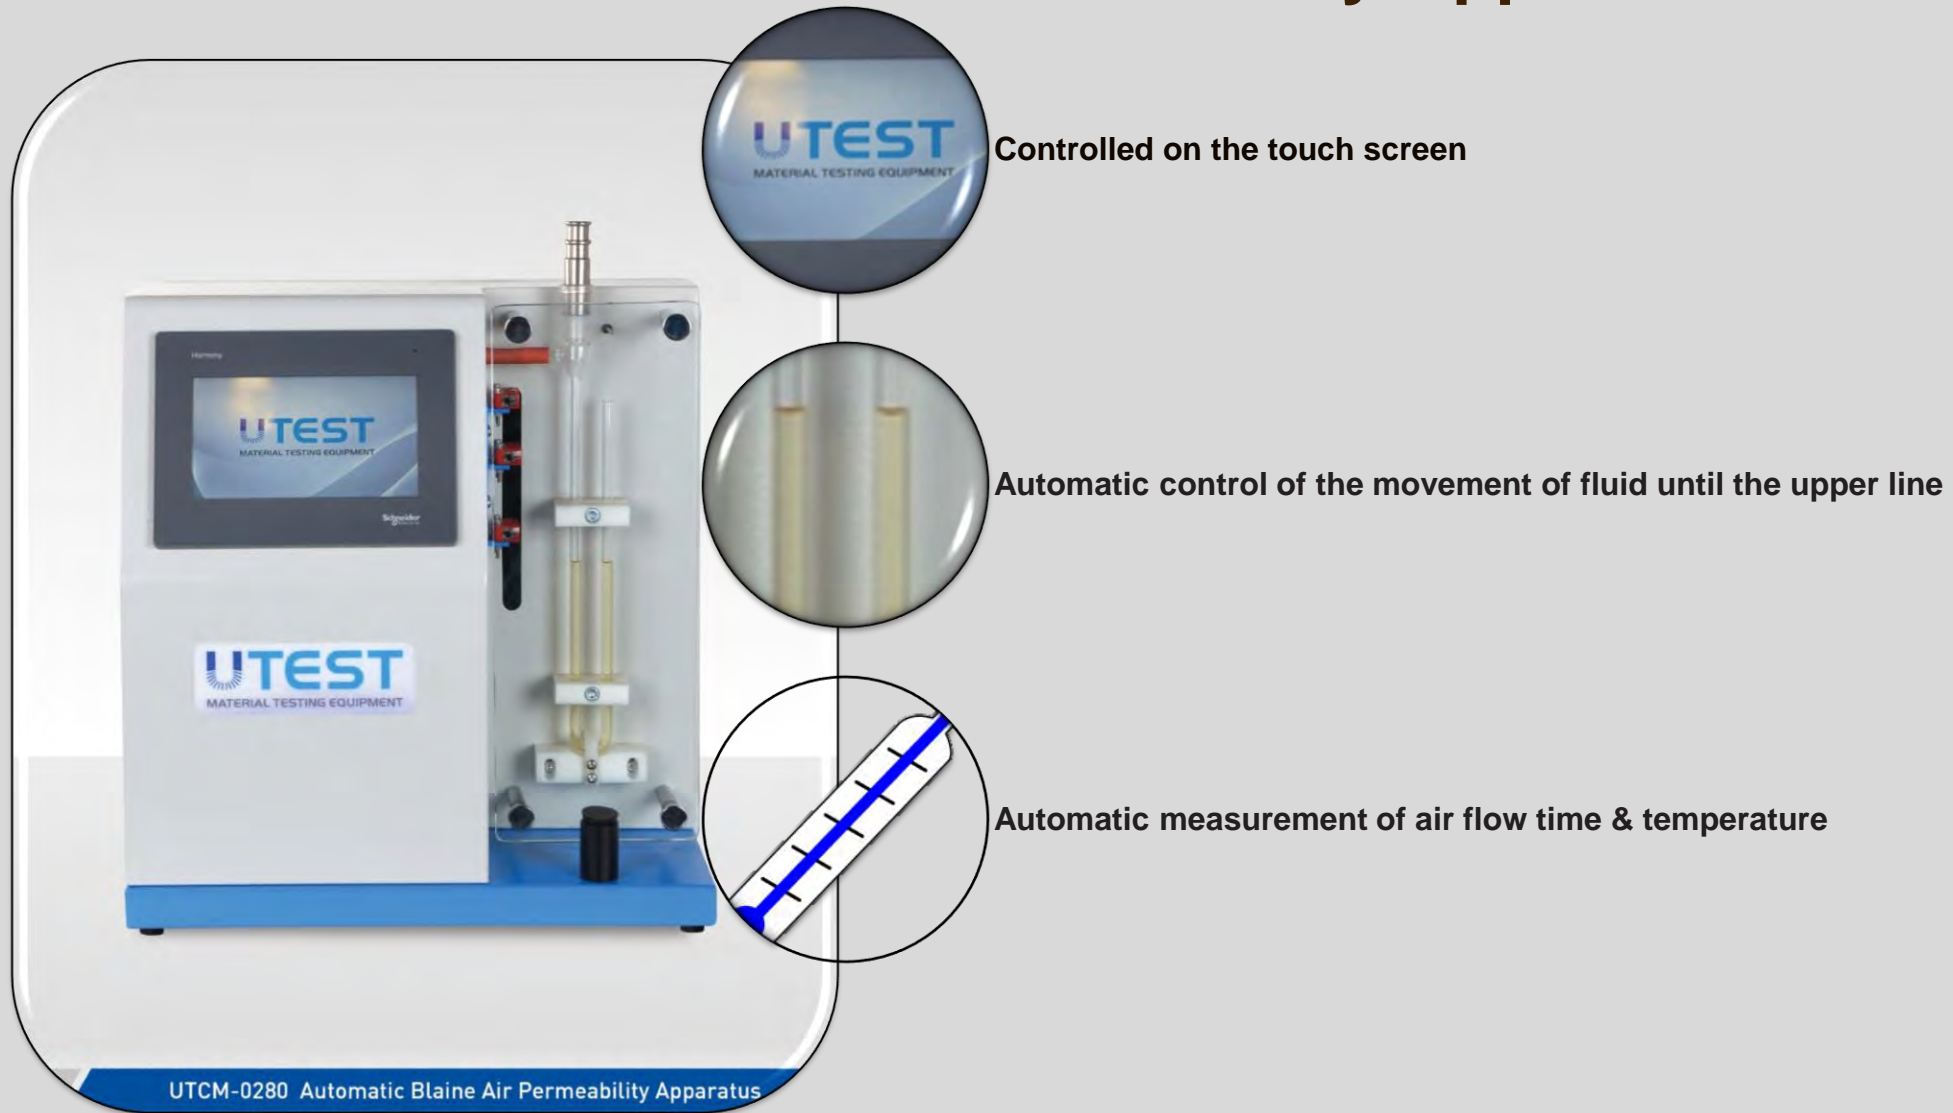 UTEST
MATERIAL TESTING EQUIPMENT
Controlled on the touch screen
Harmony
UTEST
MATERIAL TESTING EQUIPMENT
Schneider
Automatic control of the movement of fluid until the upper line
UTEST
MATERIAL TESTING EQUIPMENT
Automatic measurement of air flow time & temperature
UTCM-0280 Automatic Blaine Air Permeability Apparatus